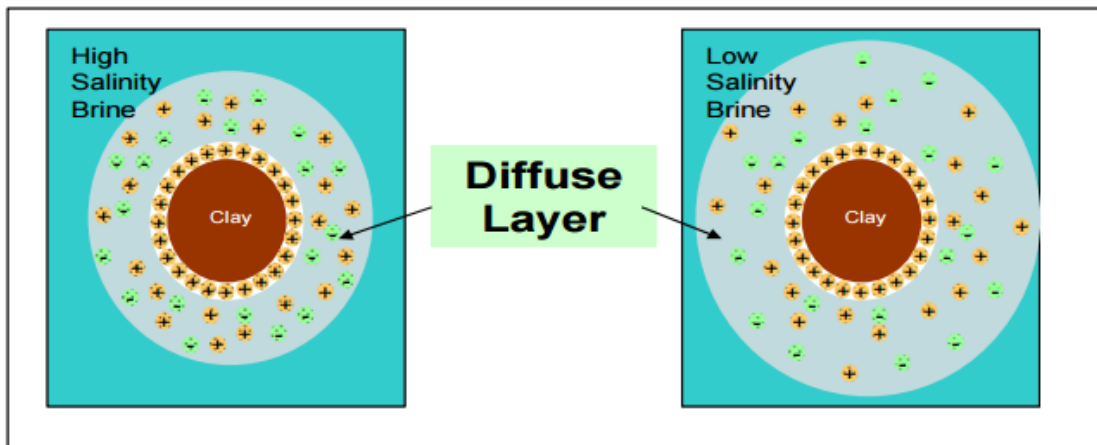 High
Salinity
Brine
Clay
Diffuse
Layer
Low
Salinity
Brine
Clay